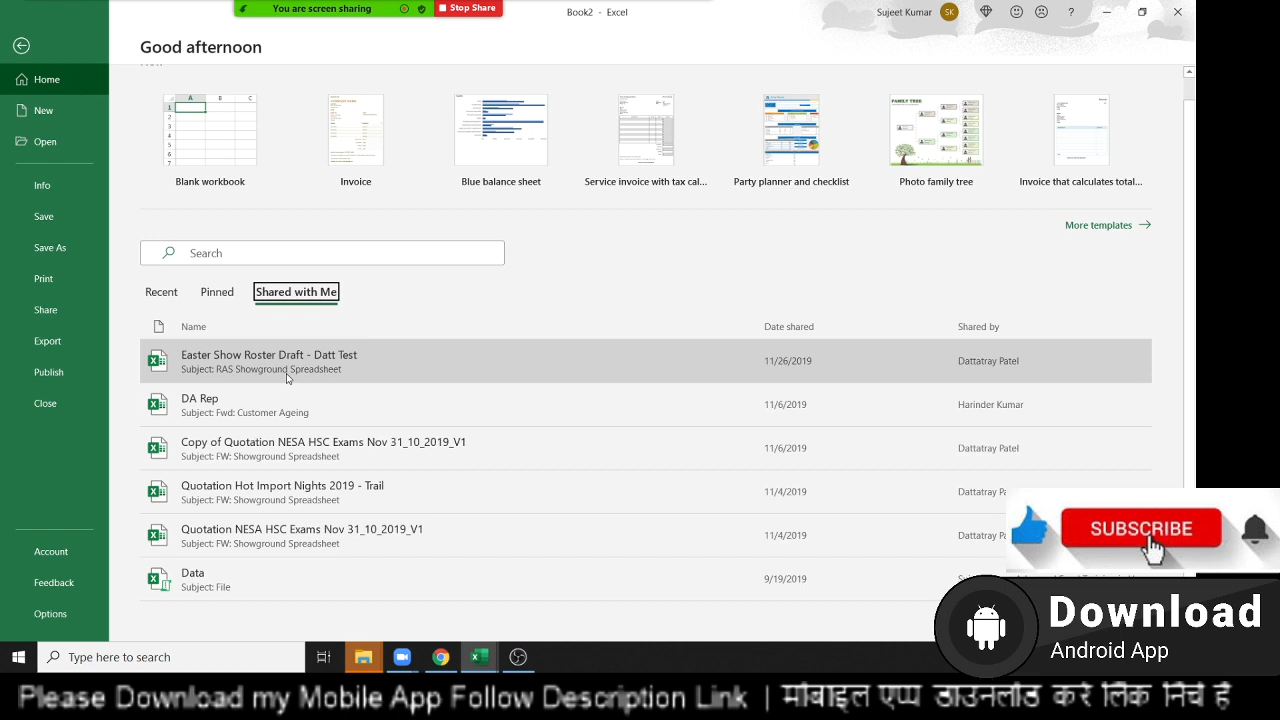 You are screen sharing
Stop Share
Book2 - Excel
Sujeet Kumar
SK
?
Good afternoon
Home
New
Open
Info
Save
Save As
Print
Share
Export
Publish
Close
Account
Feedback
Options
Blank workbook
Invoice
Blue balance sheet
Service invoice with tax cal...
Party planner and checklist
Photo family tree
Invoice that calculates total...
FAMILY TREE
More templates
Search
Recent
Pinned
Shared with Me
Name
Date shared
Shared by
Easter Show Roster Draft - Datt Test
Subject: RAS Showground Spreadsheet
11/26/2019
Dattatray Patel
DA Rep
Subject: Fwd: Customer Ageing
11/6/2019
Harinder Kumar
Copy of Quotation NESA HSC Exams Nov 31_10_2019_V1
Subject: FW: Showground Spreadsheet
11/6/2019
Dattatray Patel
Quotation Hot Import Nights 2019 - Trail
Subject: FW: Showground Spreadsheet
11/4/2019
Dattatray Pa
Quotation NESA HSC Exams Nov 31_10_2019_V1
Subject: FW: Showground Spreadsheet
11/4/2019
Dattatray Pa
Data
Subject: File
9/19/2019
SUBSCRIBE
Download
Android App
Type here to search
Please Download my Mobile App Follow Description Link | मोबाइल एप्प डाउनलोड करे लिंक निचे है